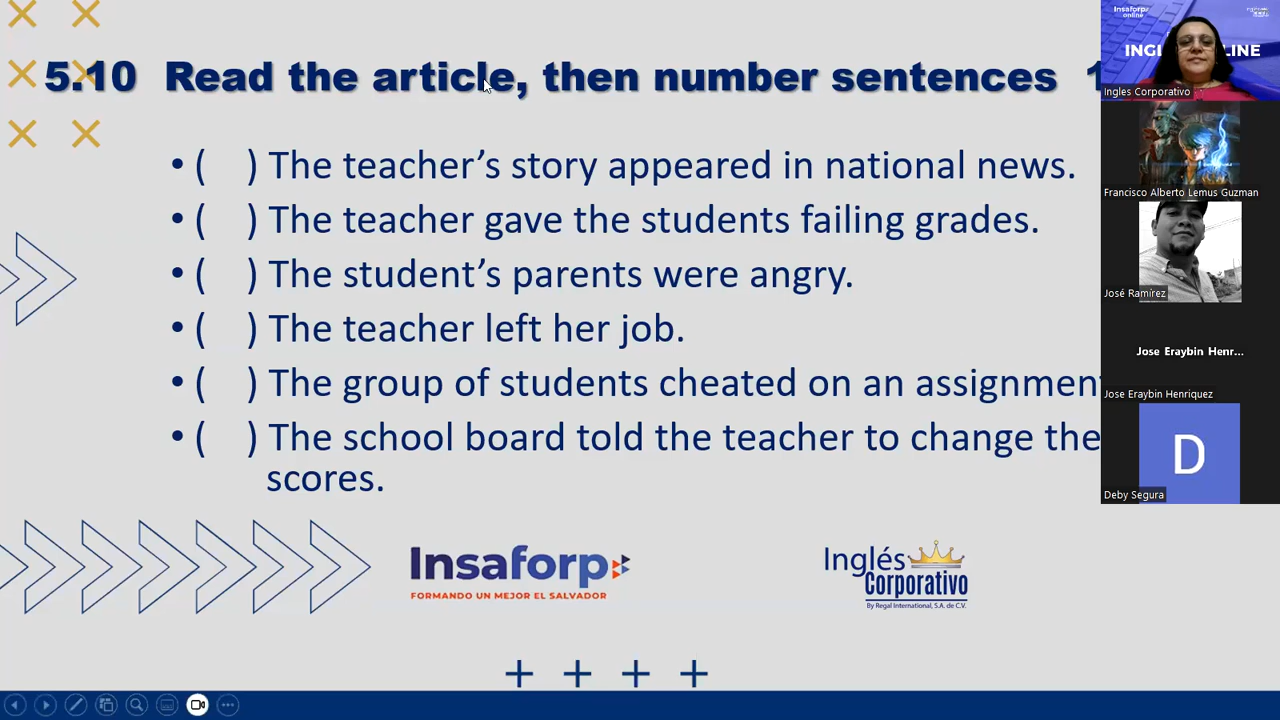 5.10 Read the article, then number sentences
• ( ) The teacher's story appeared in national news.
• ( ) The teacher gave the students failing grades.
• ( ) The student's parents were angry.
• ( ) The teacher left her job.
• ( ) The group of students cheated on an
• ( ) The school board told the teacher to change the
scores.
Insaforp
FORMANDO UN MEJOR EL SALVADOR
Inglés
Corporativo
By Regal International, S.A. de C.V.
Insaforp
online
Ingles Corporativo
Francisco Alberto Lemus Guzman
José Ramírez
Jose Eraybin Henr...
Jose Eraybin Henriquez
D
Deby Segura